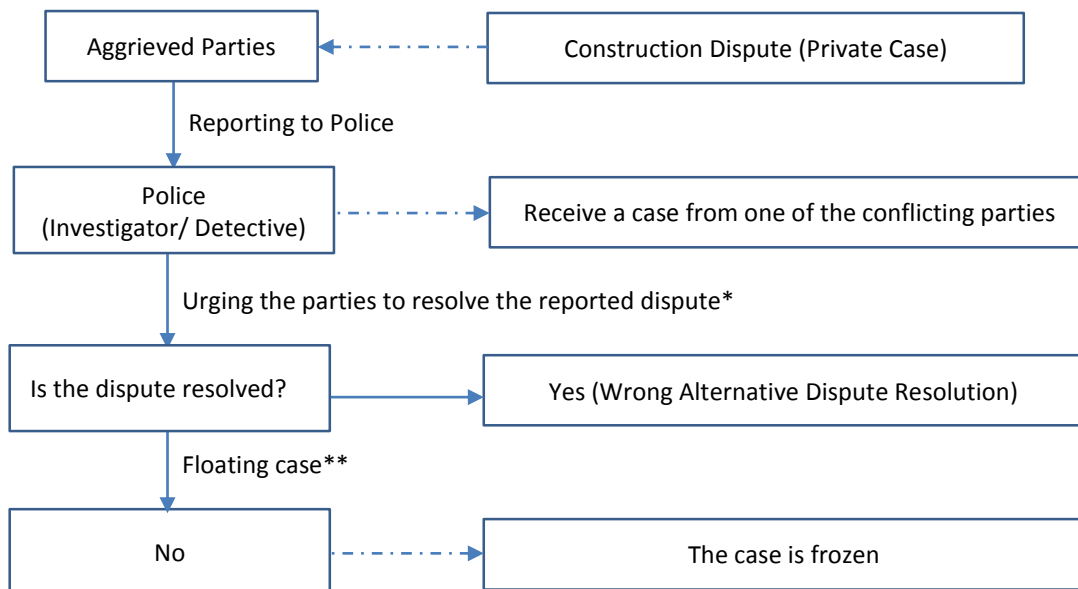 Aggrieved Parties
Construction Dispute (Private Case)
Reporting to Police
Police
(Investigator/ Detective)
Receive a case from one of the conflicting parties
Urging the parties to resolve the reported dispute*
Is the dispute resolved?
Yes (Wrong Alternative Dispute Resolution)
Floating case**
No
The case is frozen